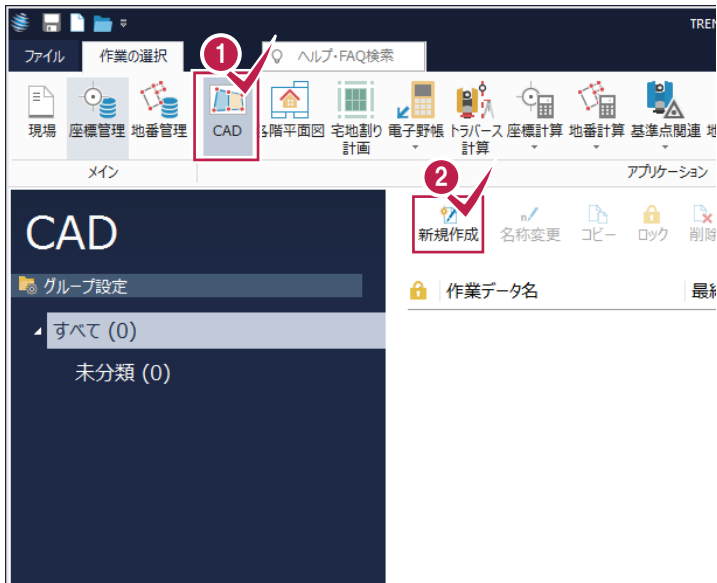 TREN
ファイル 作業の選択 ヘルプ・FAQ検索
1
現場 座標管理 地番管理 CAD 各階平面図 宅地割り計画 電子野帳 トラバース計算 座標計算 地番計算 基準点関連 地
メイン アプリケーション
2
CAD
新規作成 名称変更 コピー ロック 削除
グループ設定
作業データ名 最終
すべて (0)
未分類 (0)